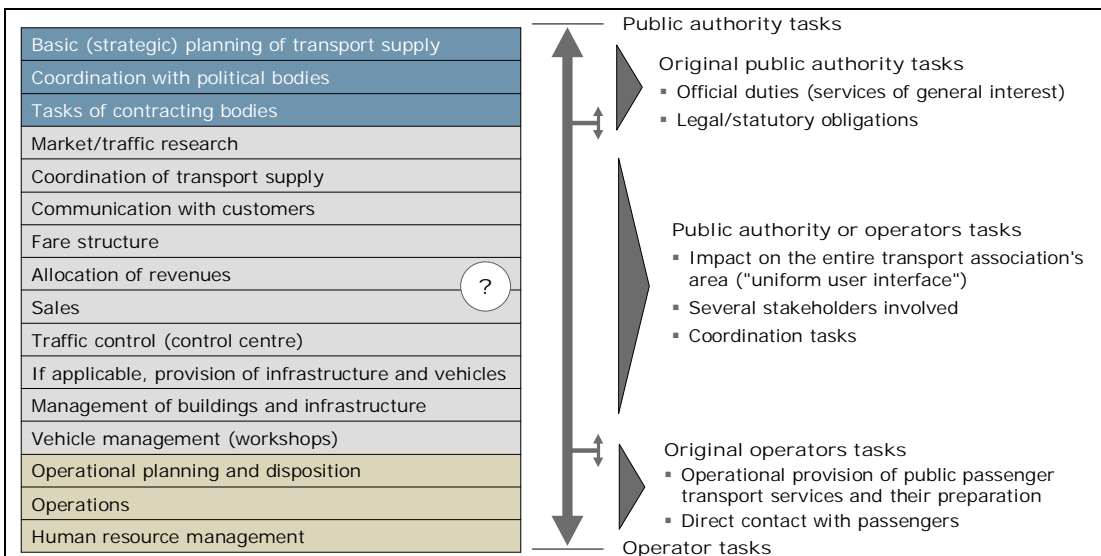 Basic (strategic) planning of transport supply
Coordination with political bodies
Tasks of contracting bodies
Market/traffic research
Coordination of transport supply
Communication with customers
Fare structure
Allocation of revenues
Sales
Traffic control (control centre)
If applicable, provision of infrastructure and vehicles
Management of buildings and infrastructure
Vehicle management (workshops)
Operational planning and disposition
Operations
Human resource management
?
Public authority tasks
Original public authority tasks
▪ Official duties (services of general interest)
▪ Legal/statutory obligations
Public authority or operators tasks
▪ Impact on the entire transport association's
area ("uniform user interface")
▪ Several stakeholders involved
▪ Coordination tasks
Original operators tasks
▪ Operational provision of public passenger
transport services and their preparation
▪ Direct contact with passengers
Operator tasks